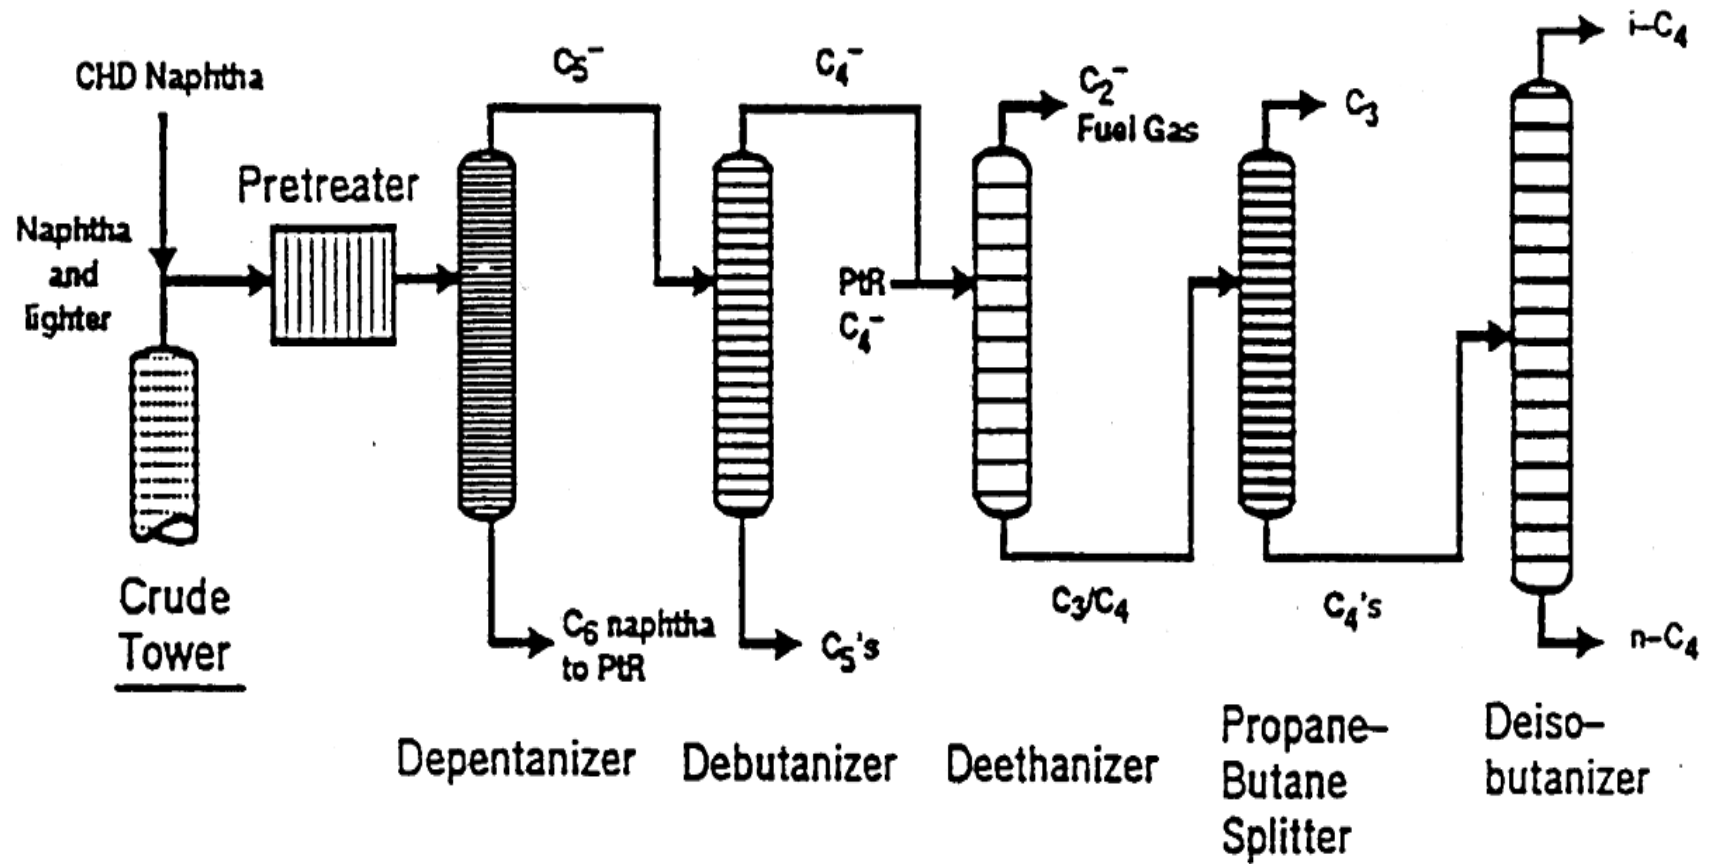 CHD Naphtha
Naphtha
and
lighter
Pretreater
C₅⁻
C₄⁻
C₂⁻
Fuel Gas
C₃
i–C₄
PtR
C₄⁻
Crude
Tower
C₆ naphtha
to PtR
C₅'s
C₃/C₄
C₄'s
n–C₄
Depentanizer
Debutanizer
Deethanizer
Propane–
Butane
Splitter
Deiso–
butanizer